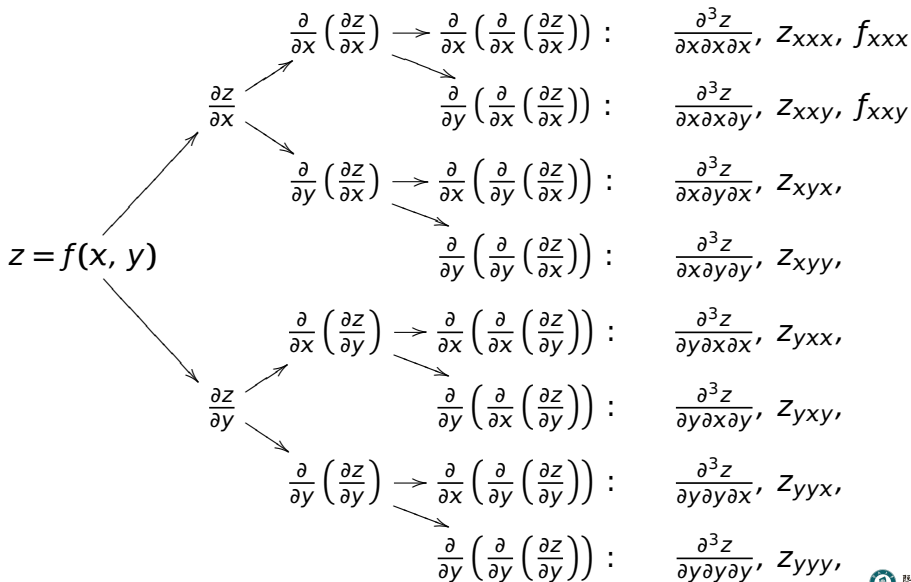 ∂/∂x (∂z/∂x) → ∂/∂x (∂/∂x (∂z/∂x)) : ∂³z/∂x∂x∂x, z_xxx, f_xxx
∂z/∂x ∂/∂y (∂/∂x (∂z/∂x)) : ∂³z/∂x∂x∂y, z_xxy, f_xxy
∂/∂y (∂z/∂x) → ∂/∂x (∂/∂y (∂z/∂x)) : ∂³z/∂x∂y∂x, z_xyx,
z = f(x, y) ∂/∂y (∂/∂y (∂z/∂x)) : ∂³z/∂x∂y∂y, z_xyy,
∂/∂x (∂z/∂y) → ∂/∂x (∂/∂x (∂z/∂y)) : ∂³z/∂y∂x∂x, z_yxx,
∂z/∂y ∂/∂y (∂/∂x (∂z/∂y)) : ∂³z/∂y∂x∂y, z_yxy,
∂/∂y (∂z/∂y) → ∂/∂x (∂/∂y (∂z/∂y)) : ∂³z/∂y∂y∂x, z_yyx,
∂/∂y (∂/∂y (∂z/∂y)) : ∂³z/∂y∂y∂y, z_yyy,